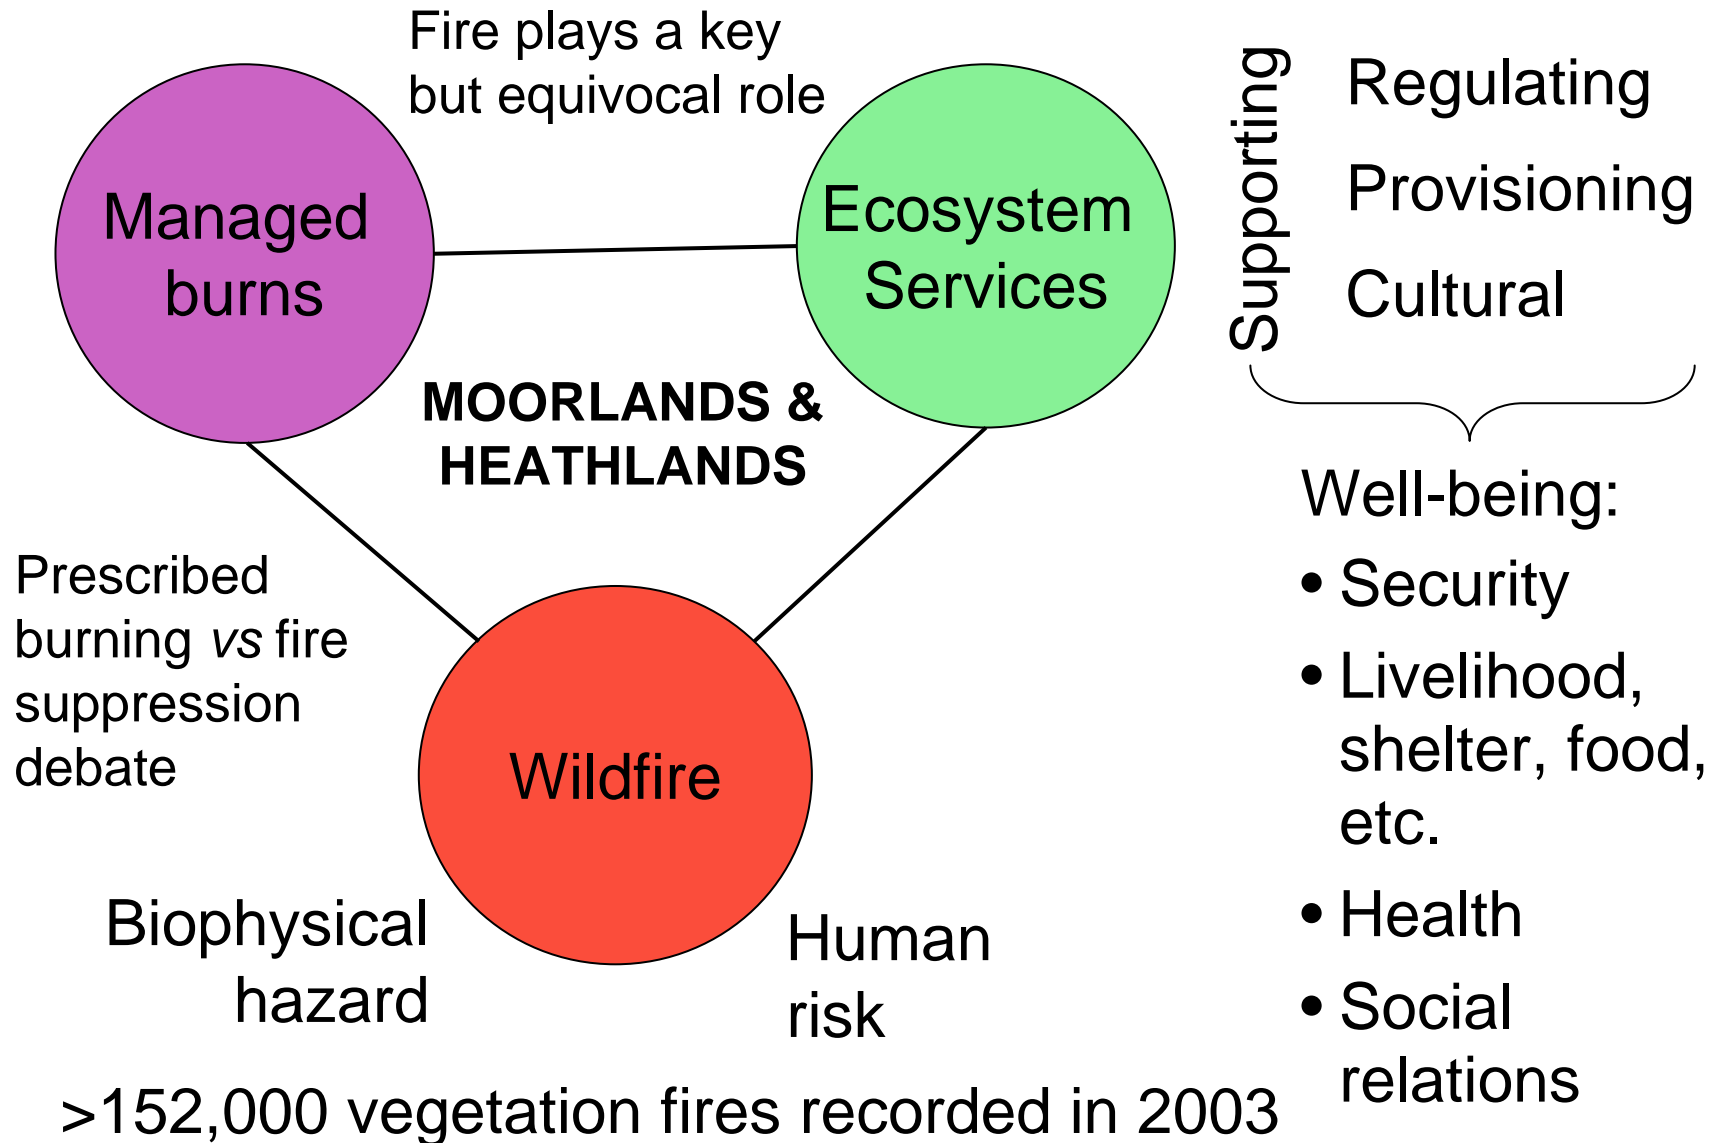 Fire plays a key
but equivocal role
Managed
burns
Ecosystem
Services
MOORLANDS &
HEATHLANDS
Prescribed
burning vs fire
suppression
debate
Wildfire
Biophysical
hazard
Human
risk
>152,000 vegetation fires recorded in 2003
Supporting
Regulating
Provisioning
Cultural
Well-being:
• Security
• Livelihood,
shelter, food,
etc.
• Health
• Social
relations